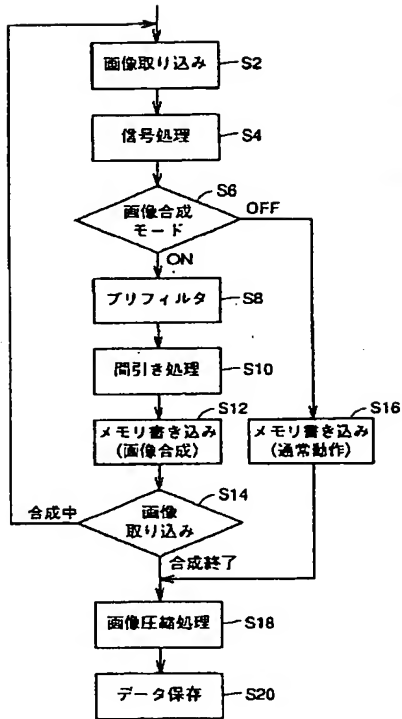 画像取り込み
S2
信号処理
S4
画像合成
モード
S6
OFF
ON
プリフィルタ
S8
間引き処理
S10
メモリ書き込み
(画像合成)
S12
メモリ書き込み
(通常動作)
S16
画像
取り込み
S14
合成中
合成終了
画像圧縮処理
S18
データ保存
S20